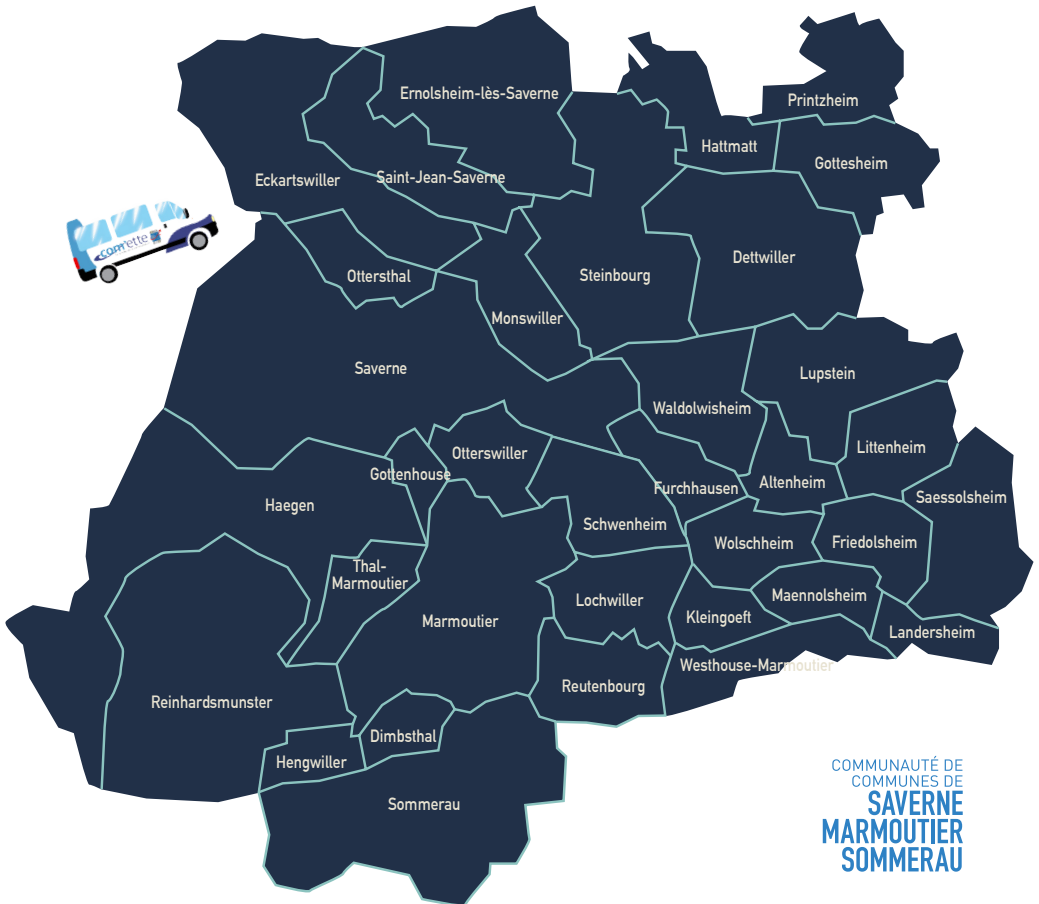 Ernolsheim-lès-Saverne
Printzheim
Hattmatt
Gottesheim
Saint-Jean-Saverne
Eckartswiller
com'ette
Dettwiller
Ottersthal
Steinbourg
Monswiller
Saverne
Lupstein
Waldolwisheim
Otterswiller
Littenheim
Gottenhouse
Altenheim
Furchhausen
Saessolsheim
Haegen
Schwenheim
Wolschheim
Friedolsheim
Thal-
Marmoutier
Maennolsheim
Lochwiller
Kleingoeft
Marmoutier
Landersheim
Westhouse-Marmoutier
Reutenbourg
Reinhardsmunster
Dimbsthal
Hengwiller
Sommerau
COMMUNAUTÉ DE
COMMUNES DE
SAVERNE
MARMOUTIER
SOMMERAU